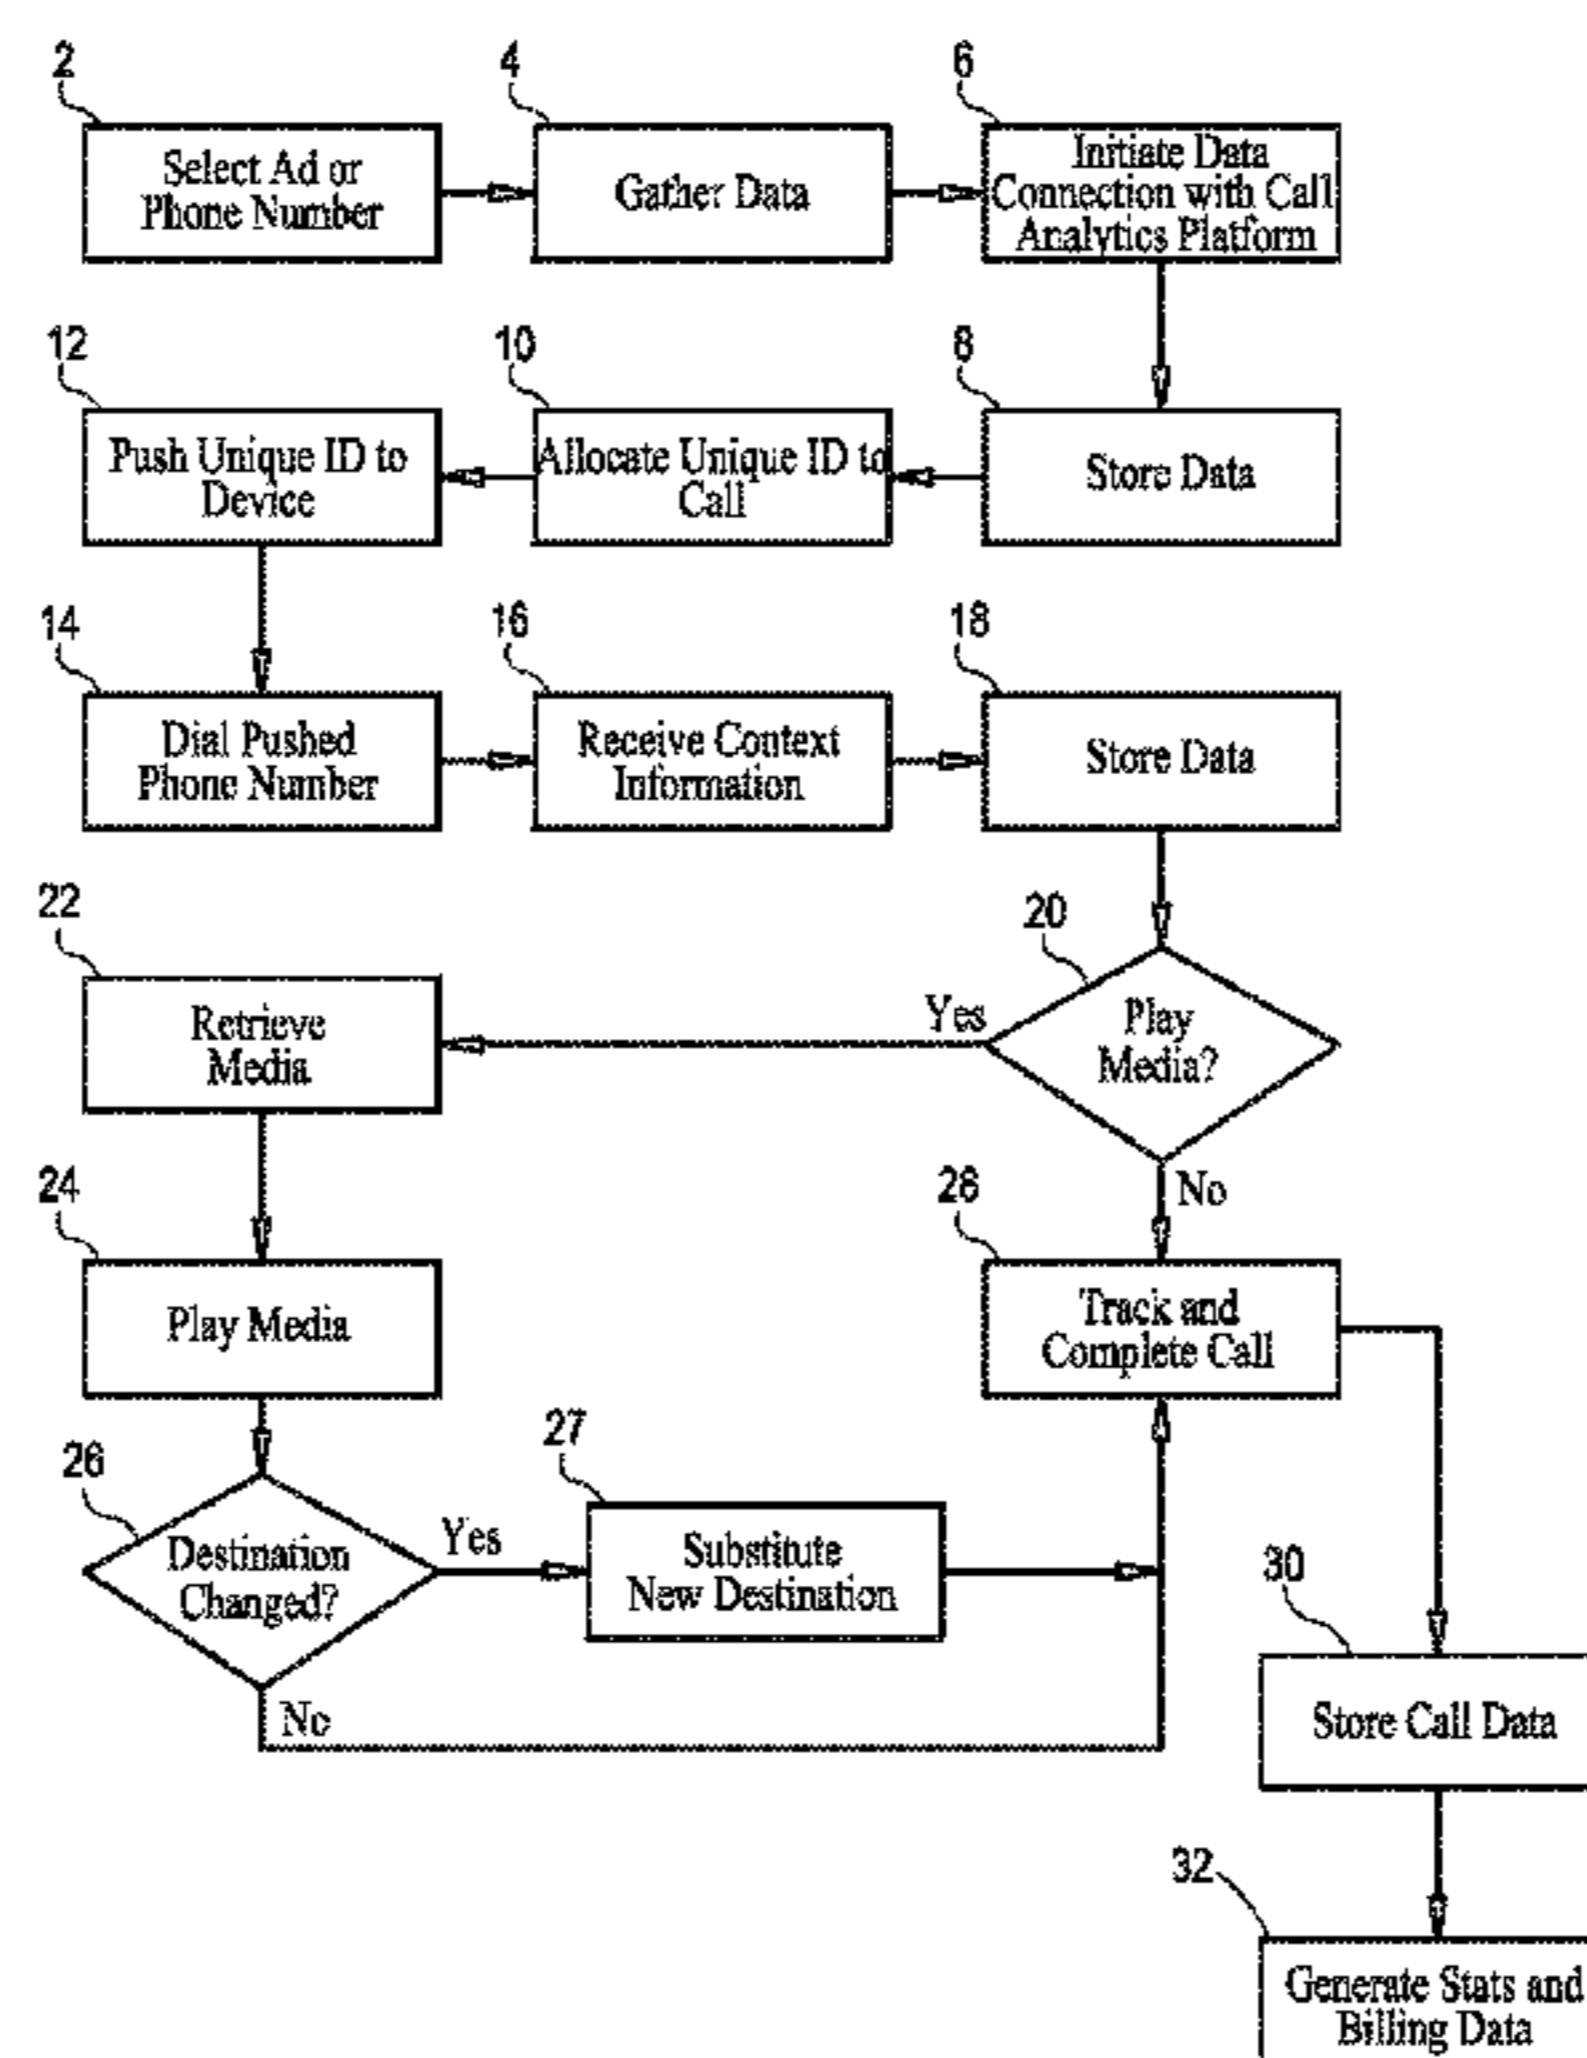 2
4
6
Select Ad or
Phone Number
Gather Data
Initiate Data
Connection with Call
Analytics Platform
12
10
8
Push Unique ID to
Device
Allocate Unique ID to
Call
Store Data
14
16
18
Dial Pushed
Phone Number
Receive Context
Information
Store Data
22
20
Retrieve
Media
Yes
Play
Media?
No
24
28
Play Media
Track and
Complete Call
26
27
Destination
Changed?
Yes
Substitute
New Destination
No
30
Store Call Data
32
Generate Stats and
Billing Data